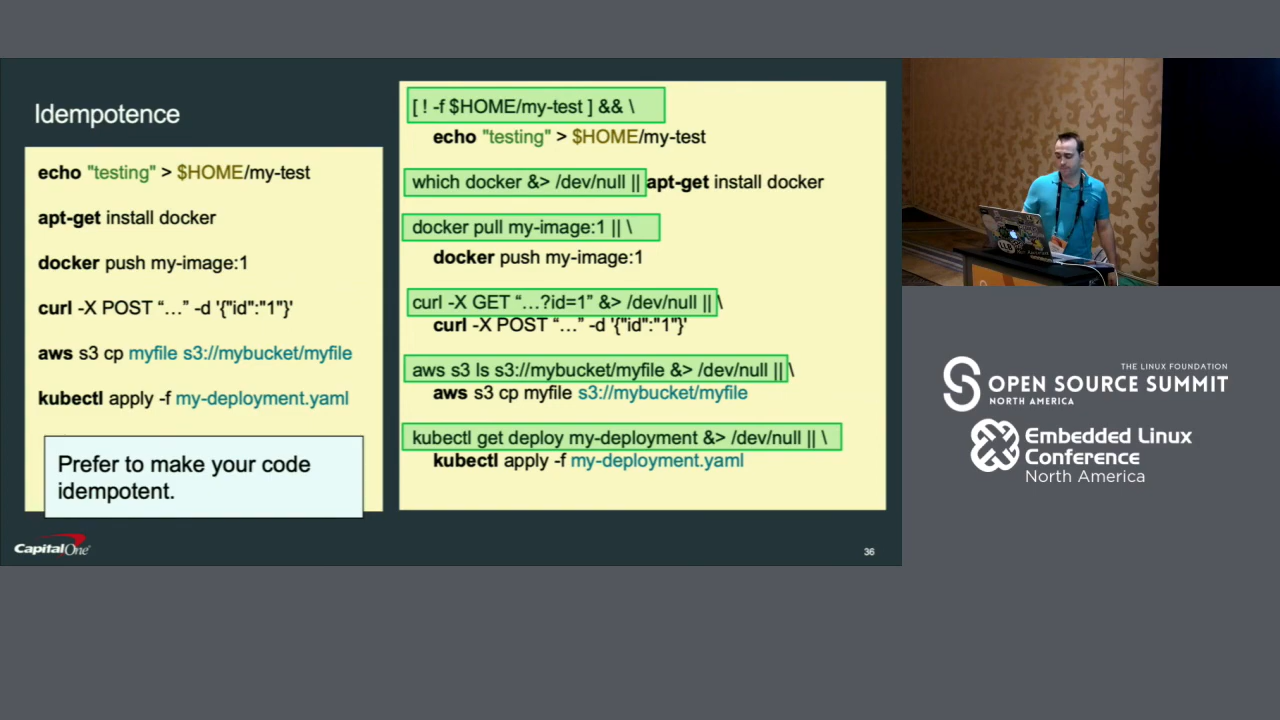 Idempotence
echo "testing" > $HOME/my-test
apt-get install docker
docker push my-image:1
curl -X POST “…” -d '{"id":"1"}'
aws s3 cp myfile s3://mybucket/myfile
kubectl apply -f my-deployment.yaml
Prefer to make your code
idempotent.
[ ! -f $HOME/my-test ] && \
echo "testing" > $HOME/my-test
which docker &> /dev/null || apt-get install docker
docker pull my-image:1 || \
docker push my-image:1
curl -X GET “…?id=1” &> /dev/null || \
curl -X POST “…” -d '{"id":"1"}'
aws s3 ls s3://mybucket/myfile &> /dev/null || \
aws s3 cp myfile s3://mybucket/myfile
kubectl get deploy my-deployment &> /dev/null || \
kubectl apply -f my-deployment.yaml
CapitalOne
36
THE LINUX FOUNDATION
OPEN SOURCE SUMMIT
NORTH AMERICA
Embedded Linux
Conference
North America